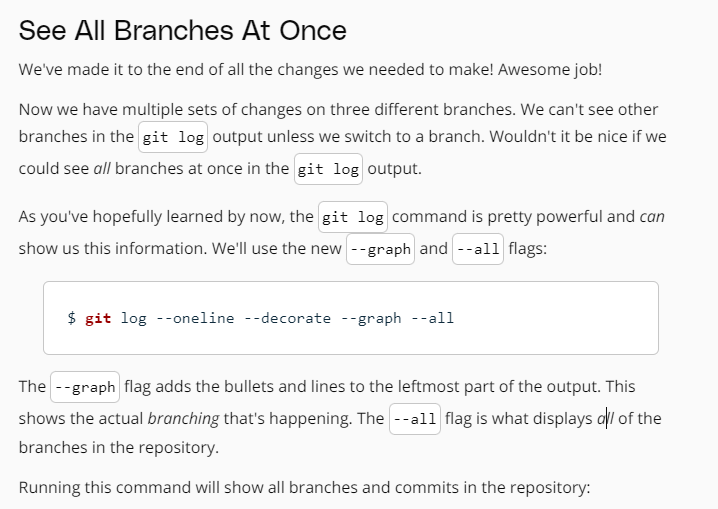 See All Branches At Once
We've made it to the end of all the changes we needed to make! Awesome job!
Now we have multiple sets of changes on three different branches. We can't see other
branches in the git log output unless we switch to a branch. Wouldn't it be nice if we
could see all branches at once in the git log output.
As you've hopefully learned by now, the git log command is pretty powerful and can
show us this information. We'll use the new --graph and --all flags:
$ git log --oneline --decorate --graph --all
The --graph flag adds the bullets and lines to the leftmost part of the output. This
shows the actual branching that's happening. The --all flag is what displays all of the
branches in the repository.
Running this command will show all branches and commits in the repository: